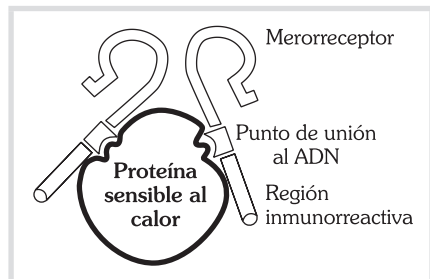 Merorreceptor
Punto de unión
al ADN
Proteína
sensible al
calor
Región
inmunorreactiva